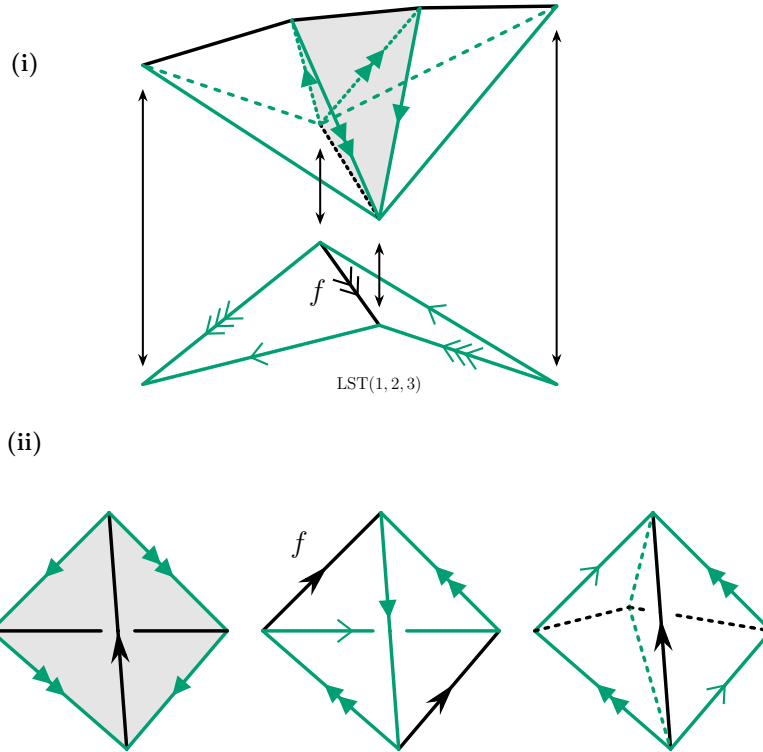 (i)
f
LST(1, 2, 3)
(ii)
f